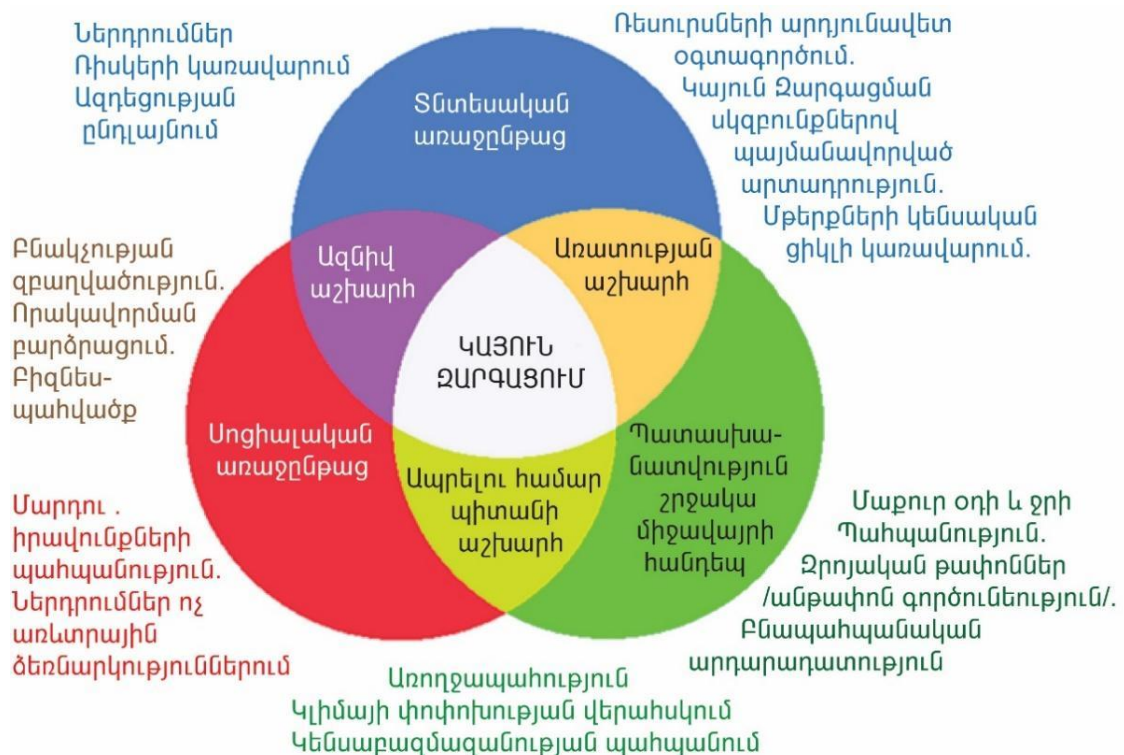 Ներդրումներ
Ռիսկերի կառավարում
Ազդեցության
ընդլայնում
Տնտեսական
առաջընթաց
Ռեսուրսների արդյունավետ
օգտագործում.
Կայուն Զարգացման
սկզբունքներով
պայմանավորված
արտադրություն.
Մթերքների կենսական
ցիկլի կառավարում.
Բնակչության
զբաղվածություն.
Որակավորման
բարձրացում.
Բիզնես-
պահվածք
Ազնիվ
աշխարհ
Առատության
աշխարհ
ԿԱՅՈՒՆ
ԶԱՐԳԱՑՈՒՄ
Սոցիալական
առաջընթաց
Ապրելու համար
պիտանի
աշխարհ
Պատասխա-
նատվություն
շրջակա
միջավայրի
հանդեպ
Մարդու .
իրավունքների
պահպանություն.
Ներդրումներ ոչ
առևտրային
ձեռնարկություններում
Մաքուր օդի և ջրի
Պահպանություն.
Զրոյական թափոններ
/անթափոն գործունեություն/.
Բնապահպանական
արդարադատություն
Առողջապահություն
Կլիմայի փոփոխության վերահսկում
Կենսաբազմազանության պահպանում